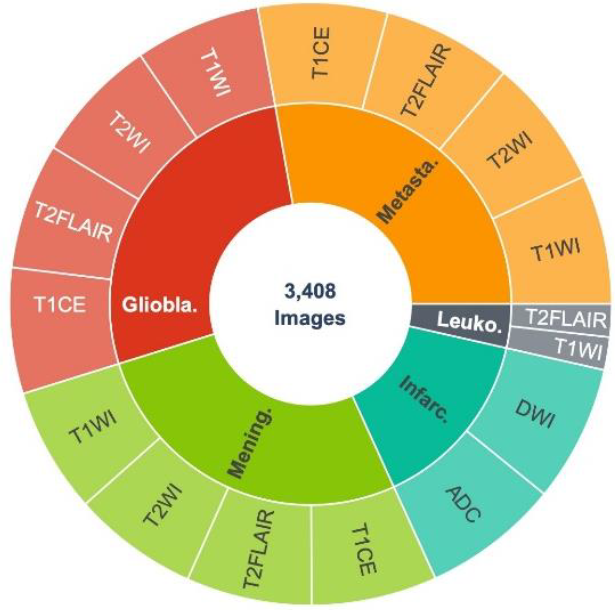 3,408
Images
Metasta.
T1CE
T2FLAIR
T2WI
T1WI
Leuko.
T2FLAIR
T1WI
Infarc.
DWI
ADC
Mening.
T1CE
T2FLAIR
T2WI
T1WI
Gliobla.
T1CE
T2FLAIR
T2WI
T1WI